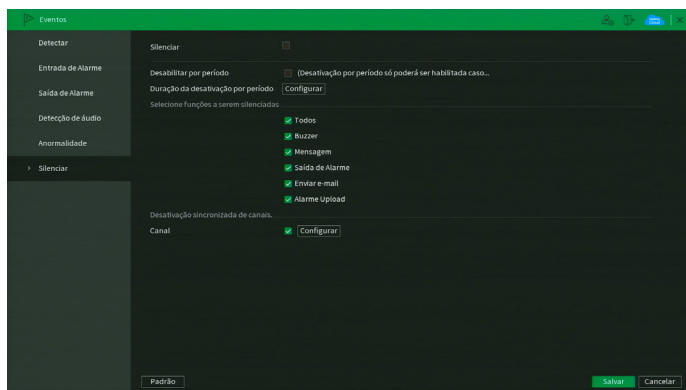 Eventos
Detectar
Entrada de Alarme
Saída de Alarme
Detecção de áudio
Anormalidade
Silenciar
Silenciar
Desabilitar por período (Desativação por período só poderá ser habilitada caso...
Duração da desativação por período Configurar
Selecione funções a serem silenciadas
Todos
Buzzer
Mensagem
Saída de Alarme
Enviar e-mail
Alarme Upload
Desativação sincronizada de canais.
Canal Configurar
Padrão Salvar Cancelar